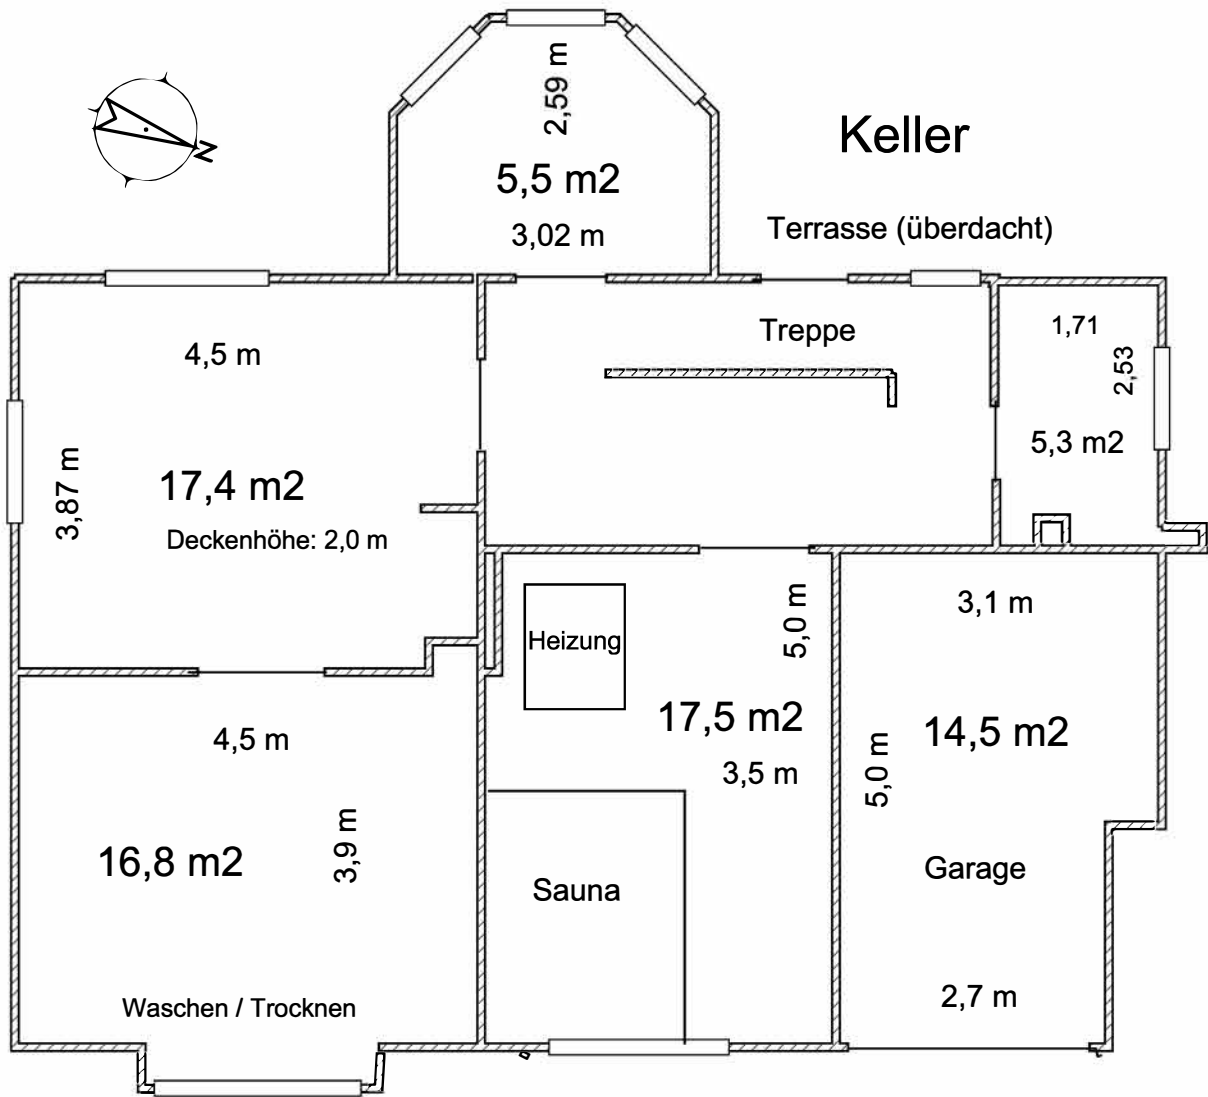 2,59 m
Keller
N
5,5 m2
3,02 m
Terrasse (überdacht)
4,5 m
Treppe
1,71
2,53
3,87 m
17,4 m2
5,3 m2
Deckenhöhe: 2,0 m
Heizung
5,0 m
3,1 m
4,5 m
17,5 m2
14,5 m2
3,5 m
5,0 m
16,8 m2
3,9 m
Sauna
Garage
Waschen / Trocknen
2,7 m